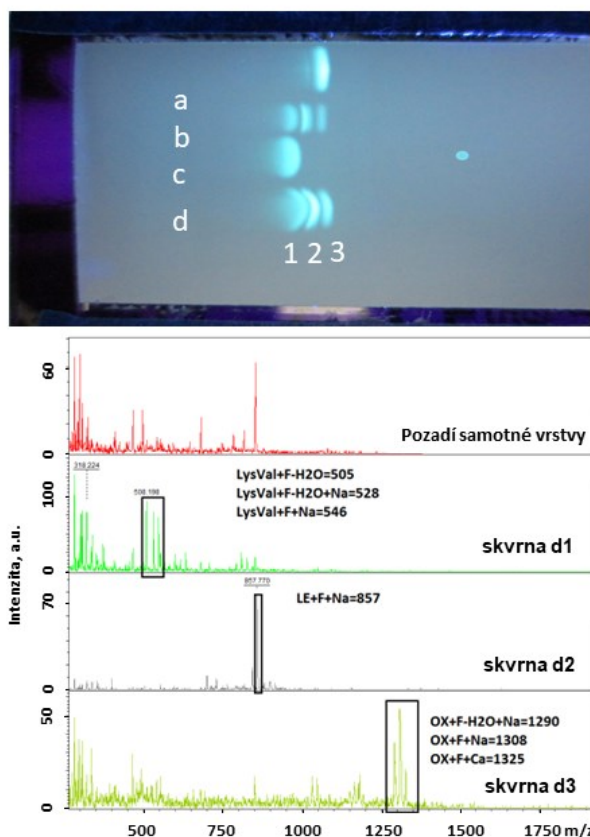 a
b
c
d
1 2 3
60
0
Pozadí samotné vrstvy
318.224
508.198
100
0
LysVal+F-H2O=505
LysVal+F-H2O+Na=528
LysVal+F+Na=546
skvrna d1
Intenzita, a.u.
857.770
70
0
LE+F+Na=857
skvrna d2
50
0
OX+F-H2O+Na=1290
OX+F+Na=1308
OX+F+Ca=1325
skvrna d3
500 750 1000 1250 1500 1750 m/z